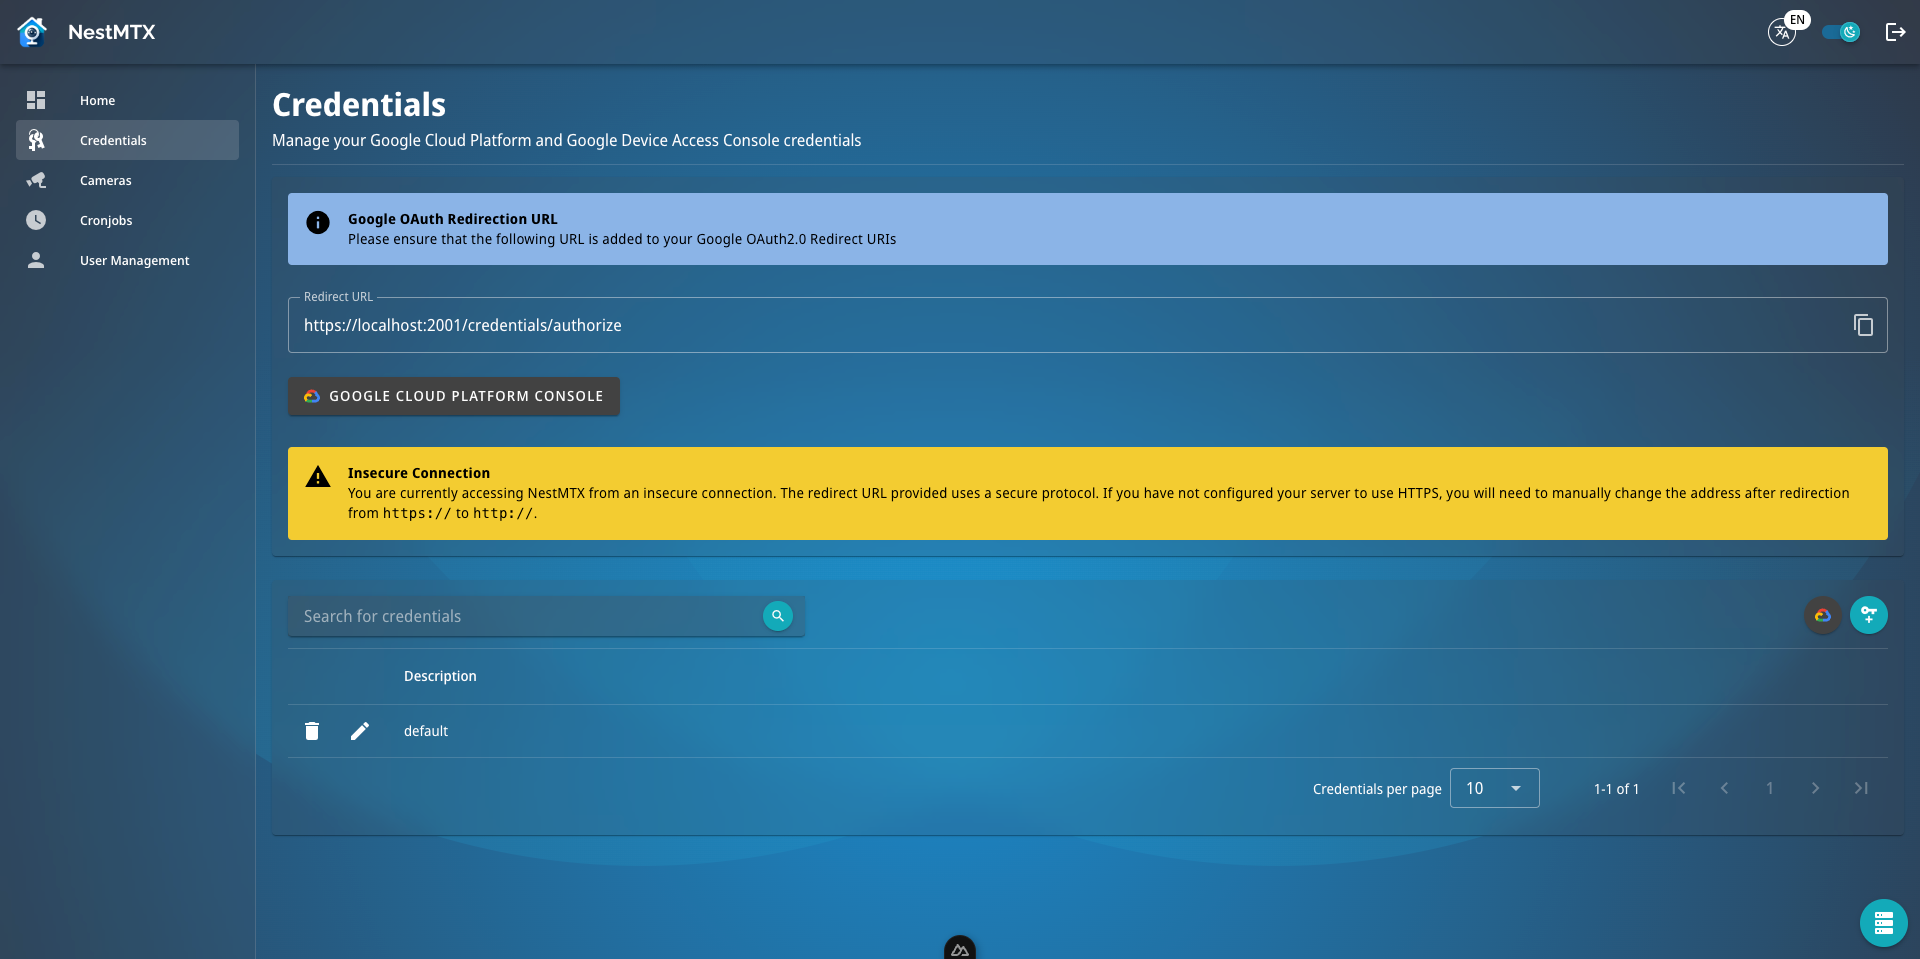 NestMTX
EN
Home
Credentials
Cameras
Cronjobs
User Management
Credentials
Manage your Google Cloud Platform and Google Device Access Console credentials
Google OAuth Redirection URL
Please ensure that the following URL is added to your Google OAuth2.0 Redirect URIs
Redirect URL
https://localhost:2001/credentials/authorize
GOOGLE CLOUD PLATFORM CONSOLE
Insecure Connection
You are currently accessing NestMTX from an insecure connection. The redirect URL provided uses a secure protocol. If you have not configured your server to use HTTPS, you will need to manually change the address after redirection
from https:// to http://.
Search for credentials
Description
default
Credentials per page 10 1-1 of 1 1